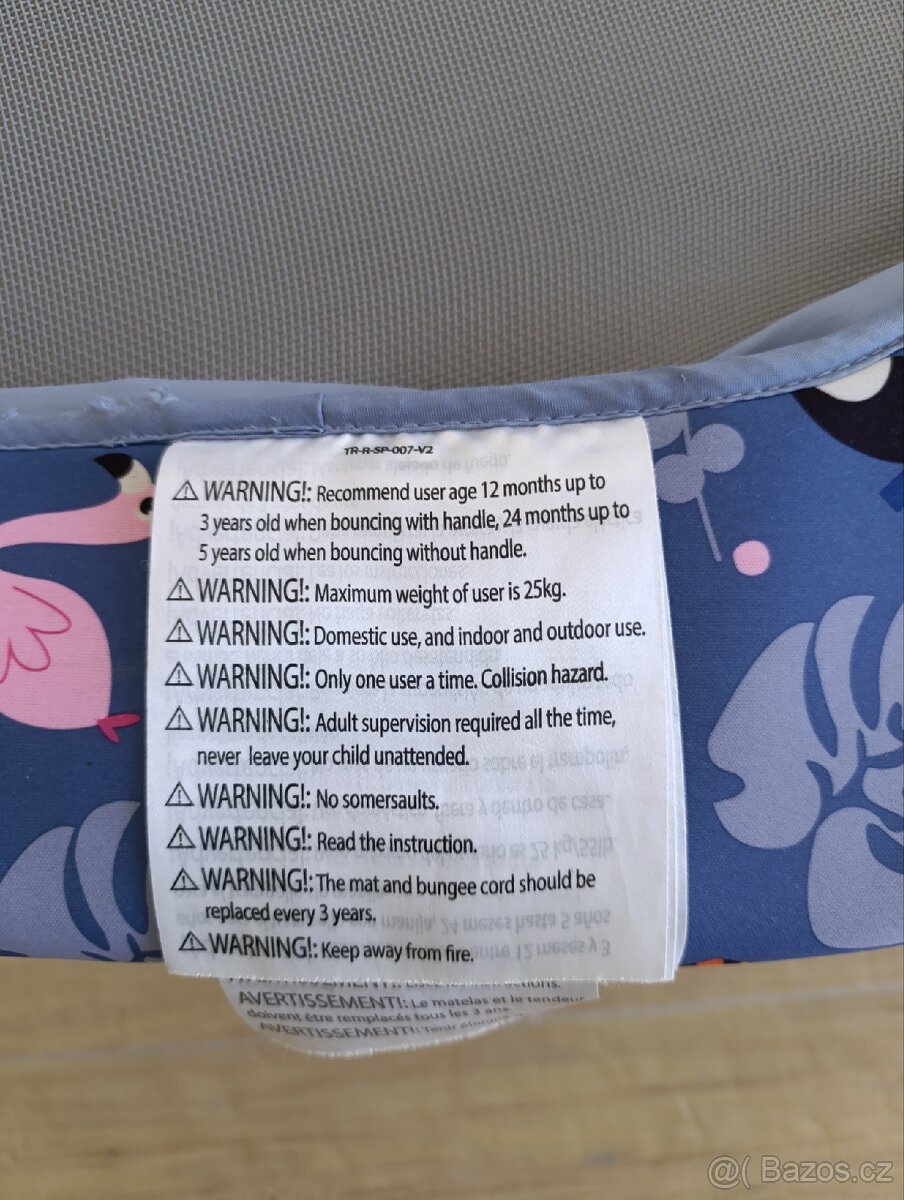 TR-R-SP-007-V2
⚠ WARNING!: Recommend user age 12 months up to
3 years old when bouncing with handle, 24 months up to
5 years old when bouncing without handle.
⚠ WARNING!: Maximum weight of user is 25kg.
⚠ WARNING!: Domestic use, and indoor and outdoor use.
⚠ WARNING!: Only one user a time. Collision hazard.
⚠ WARNING!: Adult supervision required all the time,
never leave your child unattended.
⚠ WARNING!: No somersaults.
⚠ WARNING!: Read the instruction.
⚠ WARNING!: The mat and bungee cord should be
replaced every 3 years.
⚠ WARNING!: Keep away from fire.
AVERTISSEMENT!: Le matelas et le tendeur
doivent être remplacés tous les 3 ans.
AVERTISSEMENT!: Tenir
@( Bazos.cz